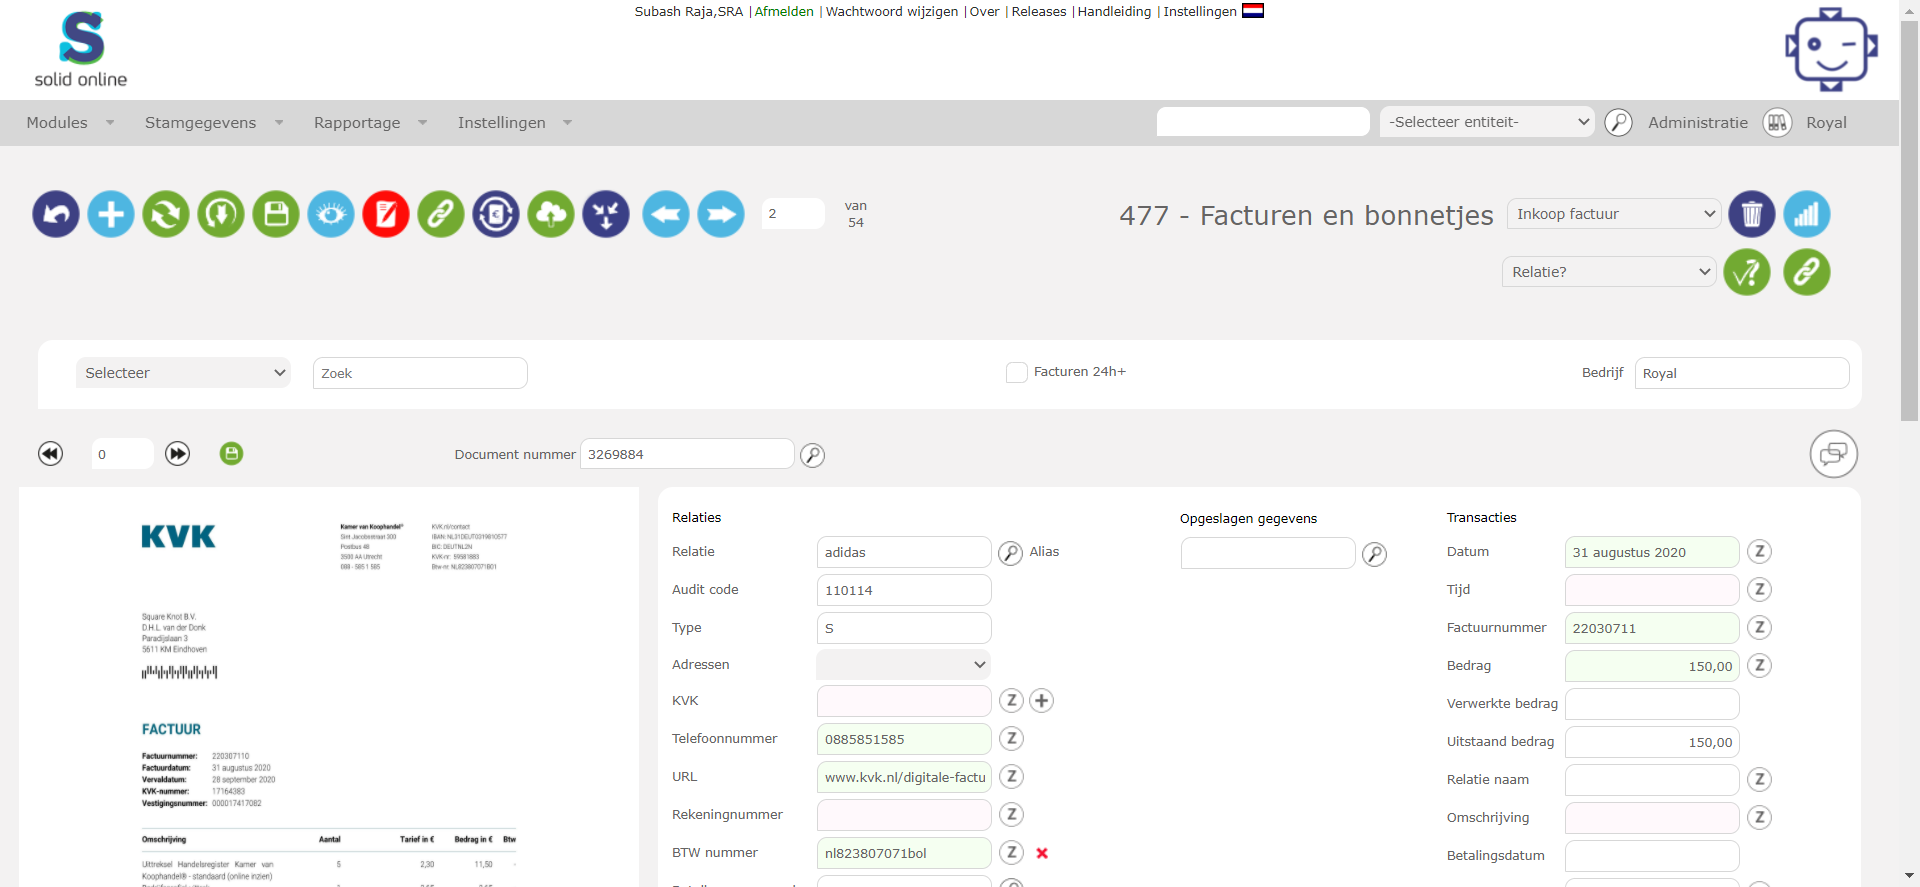 Subash Raja,SRA |Afmelden |Wachtwoord wijzigen |Over |Releases |Handleiding |Instellingen
S
solid online
Modules Stamgegevens Rapportage Instellingen -Selecteer entiteit- Administratie Royal
2 van 54
477 - Facturen en bonnetjes Inkoop factuur
Relatie?
Selecteer Zoek Facturen 24h+ Bedrijf Royal
0 Document nummer 3269884
KVK
Kamer van Koophandel®
Sint Jacobsstraat 300
Postbus 48
3500 AA Utrecht
088 - 585 1 585
KVK.nl/contact
IBAN: NL31DEUT0319810577
BIC: DEUTNL2N
KVK-nr: 59581883
Btw-nr: NL823807071B01
Square Knot B.V.
D.H.L. van der Donk
Paradijslaan 3
5611 KM Eindhoven
FACTUUR
Factuurnummer: 220307110
Factuurdatum: 31 augustus 2020
Vervaldatum: 28 september 2020
KVK-nummer: 17164383
Vestigingsnummer: 000017417082
Omschrijving Aantal Tarief in € Bedrag in € Btw
Uittreksel Handelsregister Kamer van 5 2,30 11,50
Koophandel® - standaard (online inzien)
Relaties
Relatie adidas Alias
Audit code 110114
Type S
Adressen
KVK Z
Telefoonnummer 0885851585 Z
URL www.kvk.nl/digitale-factu Z
Rekeningnummer Z
BTW nummer nl823807071bol Z
Opgeslagen gegevens
Transacties
Datum 31 augustus 2020 Z
Tijd Z
Factuurnummer 22030711 Z
Bedrag 150,00 Z
Verwerkte bedrag
Uitstaand bedrag 150,00
Relatie naam Z
Omschrijving Z
Betalingsdatum